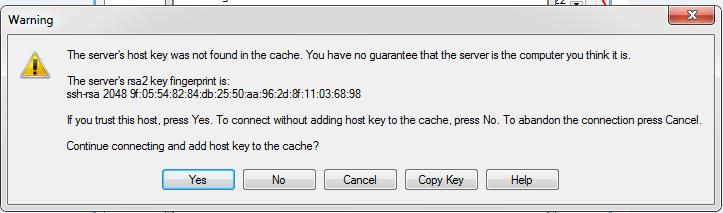 22
Warning
The server's host key was not found in the cache. You have no guarantee that the server is the computer you think it is.
The server's rsa2 key fingerprint is:
ssh-rsa 2048 9f:05:54:82:84:db:25:50:aa:96:2d:8f:11:03:68:98
If you trust this host, press Yes. To connect without adding host key to the cache, press No. To abandon the connection press Cancel.
Continue connecting and add host key to the cache?
Yes
No
Cancel
Copy Key
Help